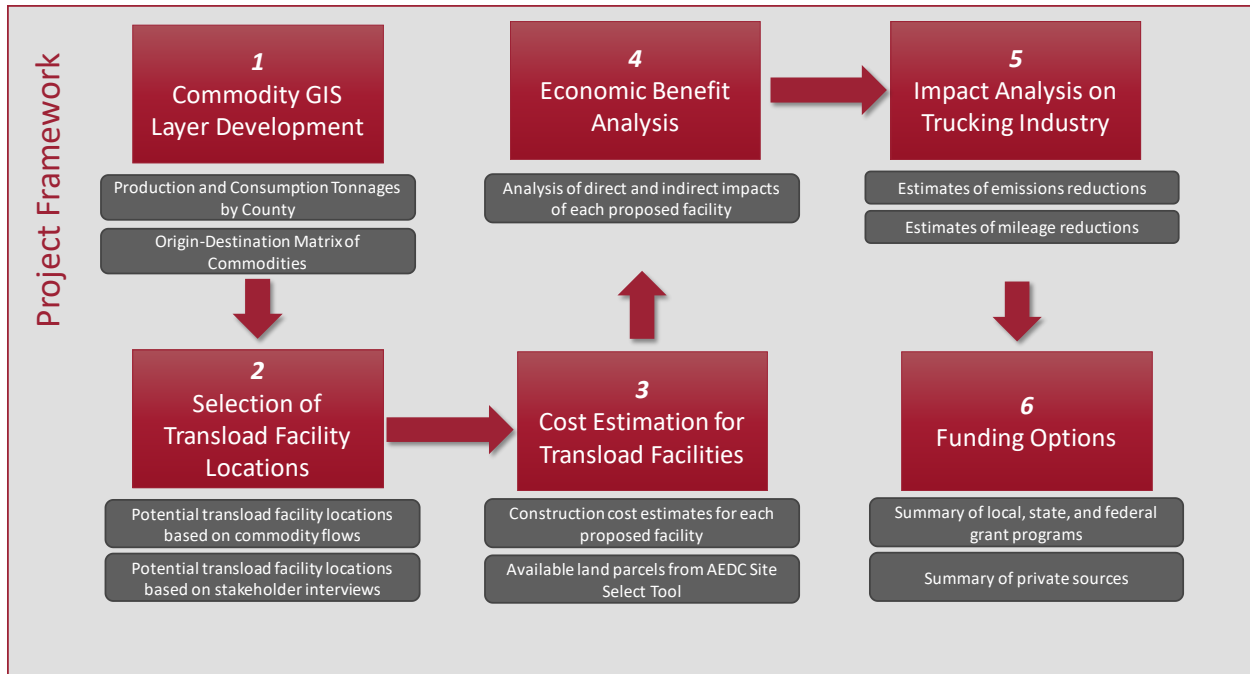 Project Framework
1
Commodity GIS
Layer Development
Production and Consumption Tonnages
by County
Origin-Destination Matrix of
Commodities
2
Selection of
Transload Facility
Locations
Potential transload facility locations
based on commodity flows
Potential transload facility locations
based on stakeholder interviews
3
Cost Estimation for
Transload Facilities
Construction cost estimates for each
proposed facility
Available land parcels from AEDC Site
Select Tool
4
Economic Benefit
Analysis
Analysis of direct and indirect impacts
of each proposed facility
5
Impact Analysis on
Trucking Industry
Estimates of emissions reductions
Estimates of mileage reductions
6
Funding Options
Summary of local, state, and federal
grant programs
Summary of private sources